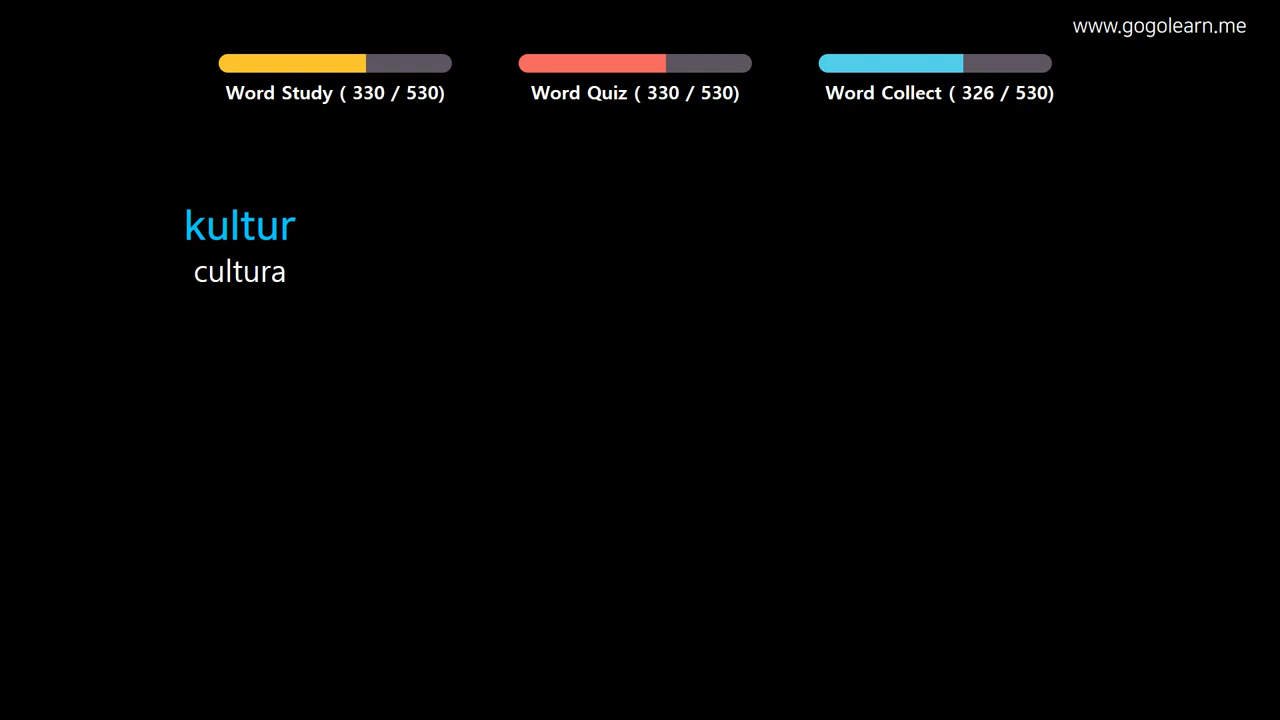 www.gogolearn.me
Word Study ( 330 / 530)
Word Quiz ( 330 / 530)
Word Collect ( 326 / 530)
kultur
cultura